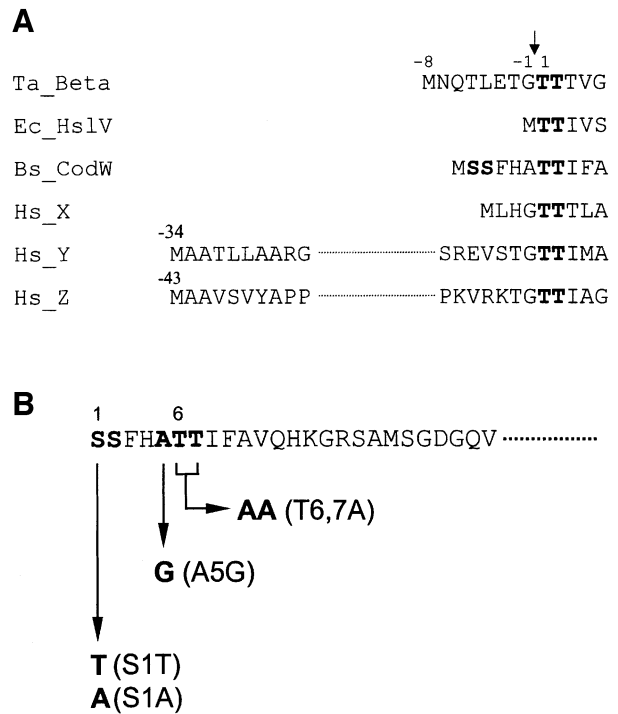 A
-8 -1 1
Ta_Beta MNQTLETGTTTVG
Ec_HslV MTTIVS
Bs_CodW MSSFHATTIFA
Hs_X MLHGTTTLA
-34
Hs_Y MAATLLAARG SREVSTGTTIMA
-43
Hs_Z MAAVSVYAPP PKVRKTGTTIAG
B
1 6
SSFHATTIFAVQHKGRSAMSGDGQV
AA (T6,7A)
G (A5G)
T (S1T)
A (S1A)